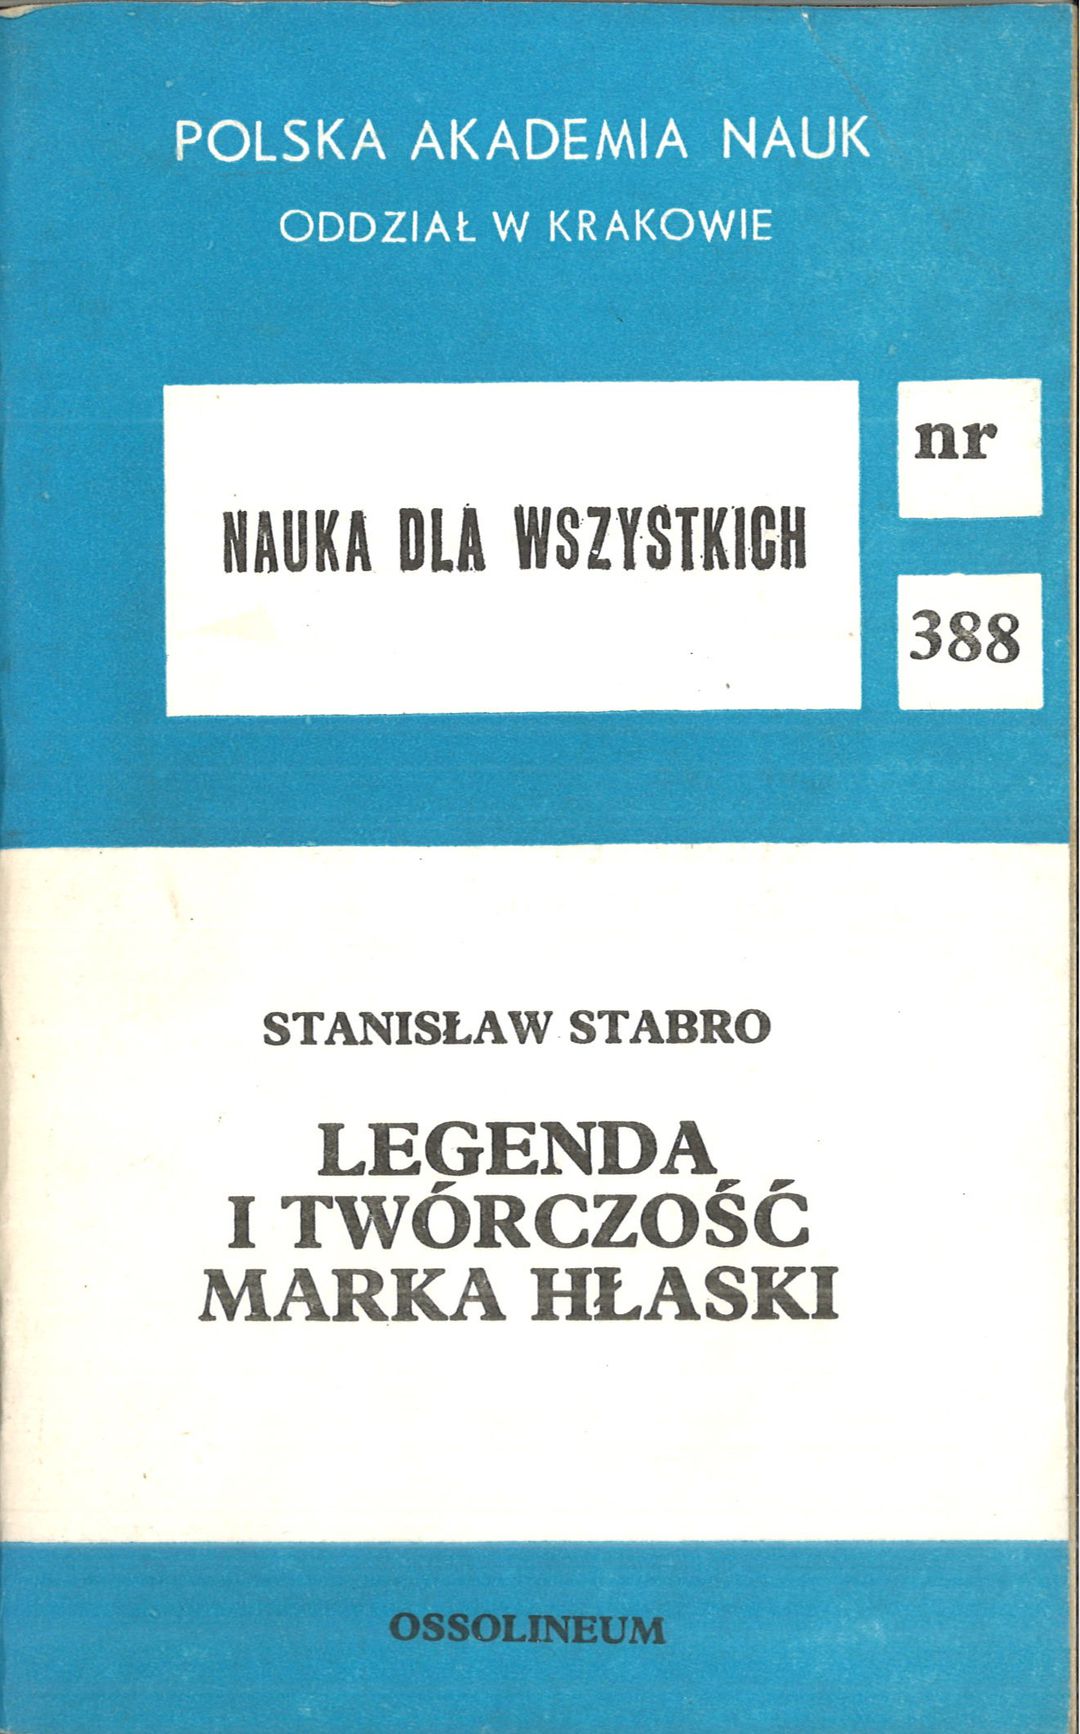 POLSKA AKADEMIA NAUK
ODDZIAŁ W KRAKOWIE
nr
NAUKA DLA WSZYSTKICH
388
STANISŁAW STABRO
LEGENDA
I TWÓRCZOŚĆ
MARKA HŁASKI
OSSOLINEUM